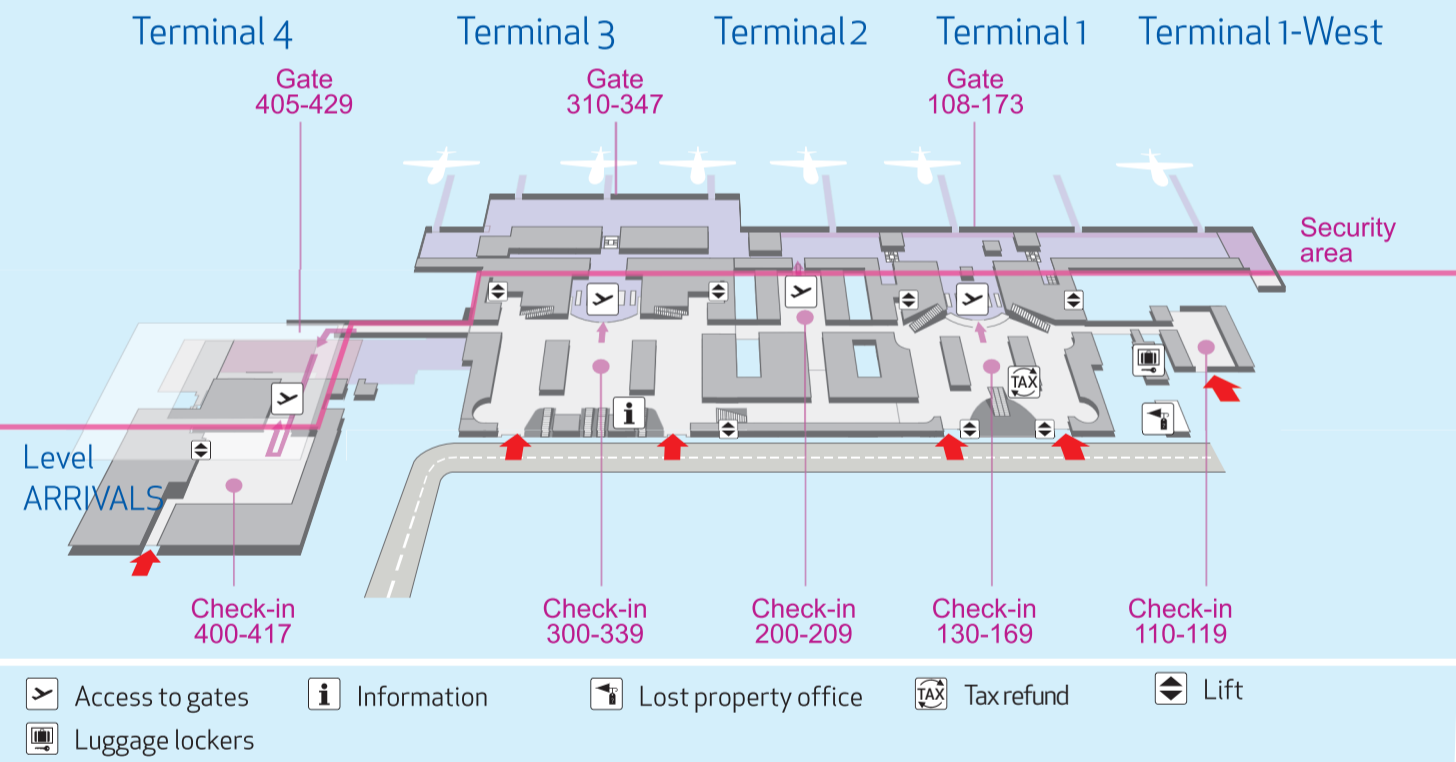 Terminal 4
Terminal 3
Terminal 2
Terminal 1
Terminal 1-West
Gate
405-429
Gate
310-347
Gate
108-173
Security
area
TAX
i
Level
ARRIVALS
Check-in
400-417
Check-in
300-339
Check-in
200-209
Check-in
130-169
Check-in
110-119
Access to gates
i
Information
Lost property office
TAX
Tax refund
Lift
Luggage lockers